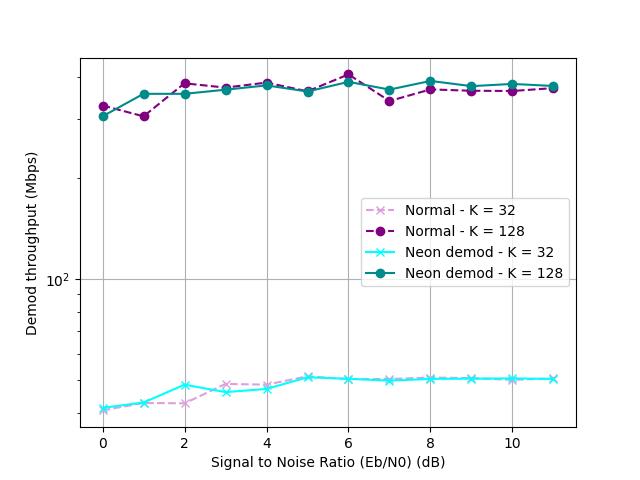 Demod throughput (Mbps)
10²
Normal - K = 32
Normal - K = 128
Neon demod - K = 32
Neon demod - K = 128
0 2 4 6 8 10
Signal to Noise Ratio (Eb/N0) (dB)